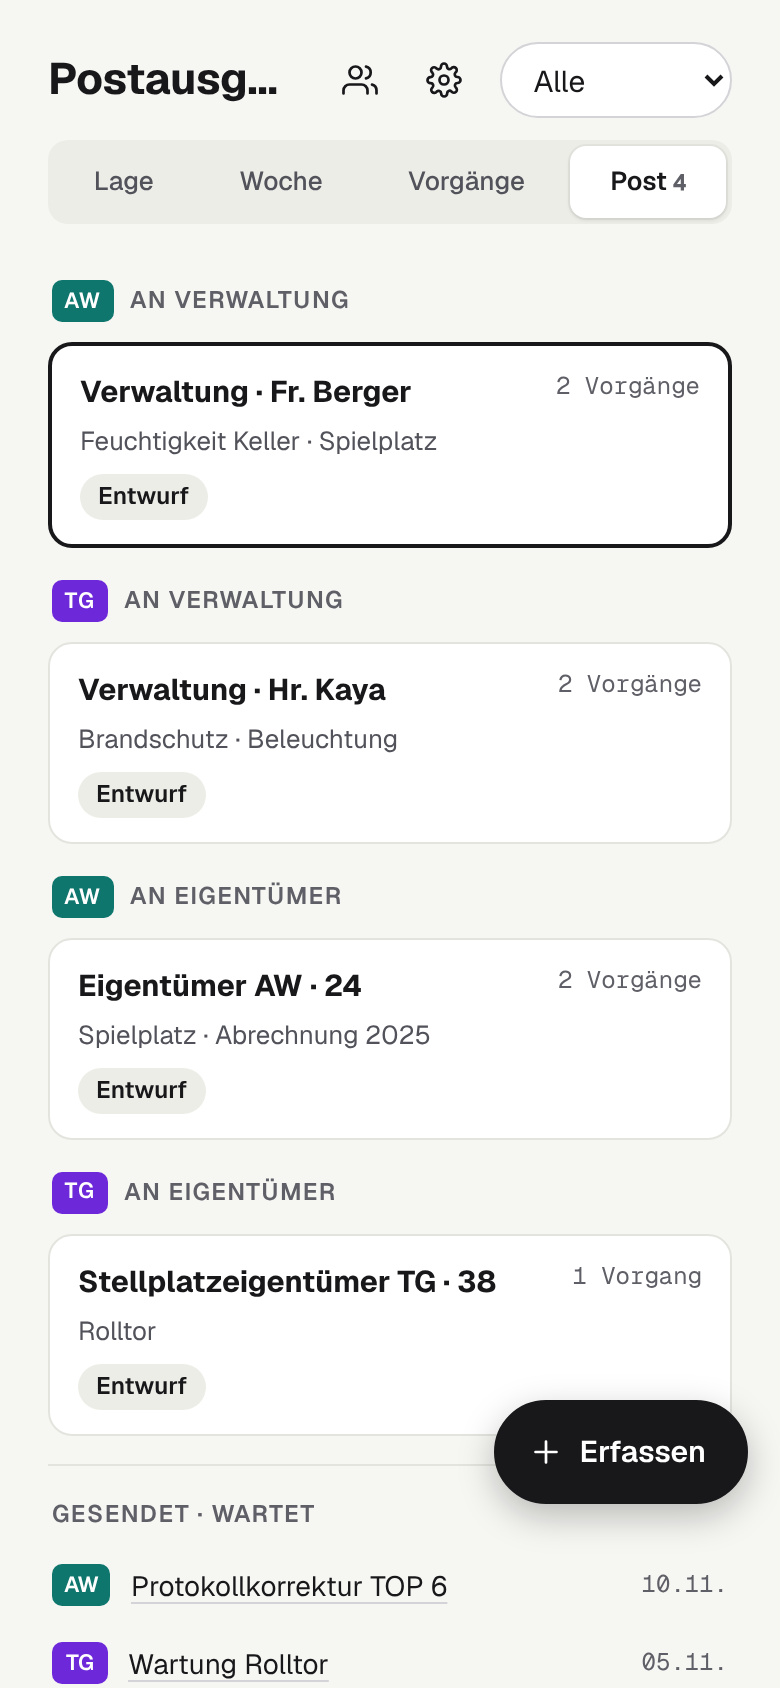 Postausg...
Alle
Lage
Woche
Vorgänge
Post 4
AW AN VERWALTUNG
Verwaltung · Fr. Berger
2 Vorgänge
Feuchtigkeit Keller · Spielplatz
Entwurf
TG AN VERWALTUNG
Verwaltung · Hr. Kaya
2 Vorgänge
Brandschutz · Beleuchtung
Entwurf
AW AN EIGENTÜMER
Eigentümer AW · 24
2 Vorgänge
Spielplatz · Abrechnung 2025
Entwurf
TG AN EIGENTÜMER
Stellplatzeigentümer TG · 38
1 Vorgang
Rolltor
Entwurf
+ Erfassen
GESENDET · WARTET
AW Protokollkorrektur TOP 6
10.11.
TG Wartung Rolltor
05.11.